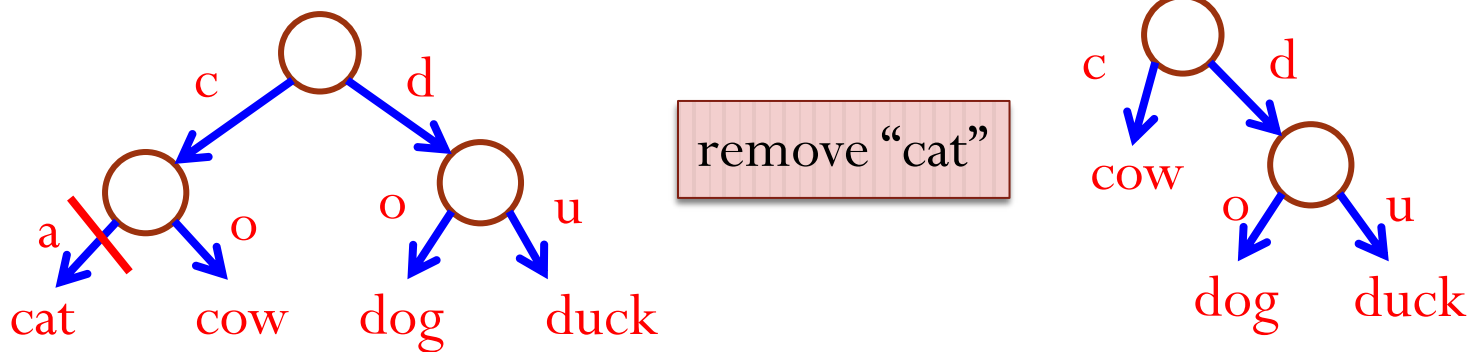 c d
a o o u
cat cow dog duck
remove “cat”
c d
cow
o u
dog duck